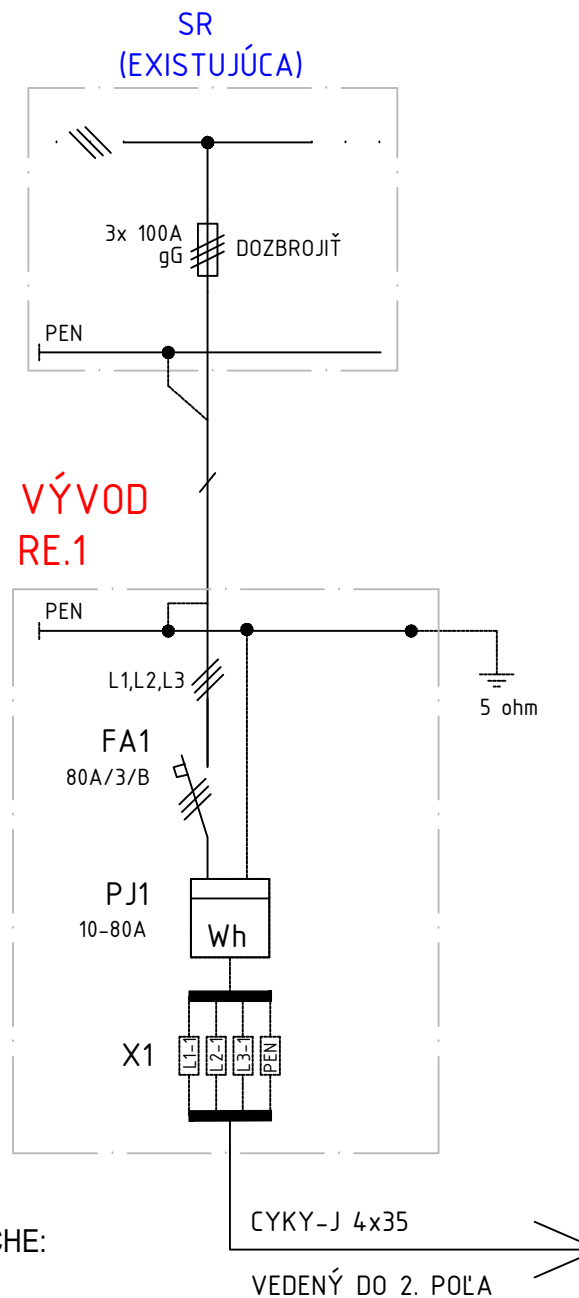 SR
(EXISTUJÚCA)
3x 100A
gG
DOZBROJIŤ
PEN
VÝVOD
RE.1
PEN
L1,L2,L3
5 ohm
FA1
80A/3/B
PJ1
10-80A
Wh
X1
L1-1
L2-1
L3-1
PEN
CYKY-J 4x35
CHE:
VEDENÝ DO 2. POĽA